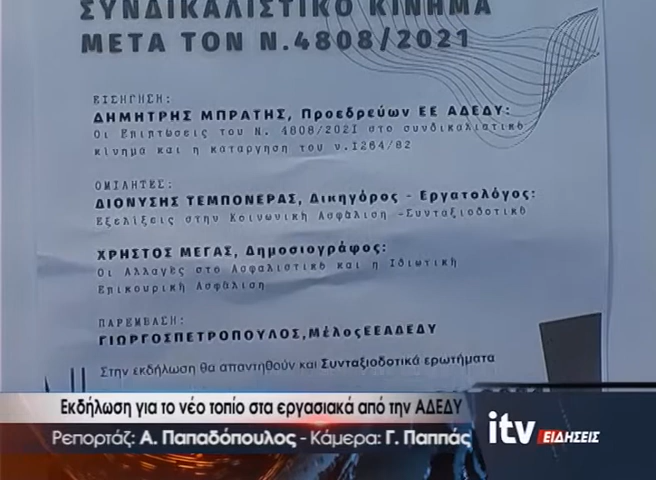 ΣΥΝΔΙΚΑΛΙΣΤΙΚΟ ΚΙΝΗΜΑ
ΜΕΤΑ ΤΟΝ Ν.4808/2021
ΕΙΣΗΓΗΣΗ:
ΔΗΜΗΤΡΗΣ ΜΠΡΑΤΗΣ, Προεδρεύων ΕΕ ΑΔΕΔΥ:
Οι Επιπτώσεις του Ν. 4808/2021 στο συνδικαλιστικό
κίνημα και η κατάργηση του ν.1264/82
ΟΜΙΛΗΤΕΣ:
ΔΙΟΝΥΣΗΣ ΤΕΜΠΟΝΕΡΑΣ, Δικηγόρος - Εργατολόγος:
Εξελίξεις στην Κοινωνική Ασφάλιση -Συνταξιοδοτικό
ΧΡΗΣΤΟΣ ΜΕΓΑΣ, Δημοσιογράφος:
Οι Αλλαγές στο Ασφαλιστικό και η Ιδιωτική
Επικουρική Ασφάλιση
ΠΑΡΕΜΒΑΣΗ:
ΓΙΩΡΓΟΣΠΕΤΡΟΠΟΥΛΟΣ,ΜέλοςΕΕΑΔΕΔΥ
Στην εκδήλωση θα απαντηθούν και Συνταξιοδοτικά ερωτήματα
Εκδήλωση για το νέο τοπίο στα εργασιακά από την ΑΔΕΔΥ
Ρεπορτάζ: Α. Παπαδόπουλος - Κάμερα: Γ. Παππάς
itv ΕΙΔΗΣΕΙΣ